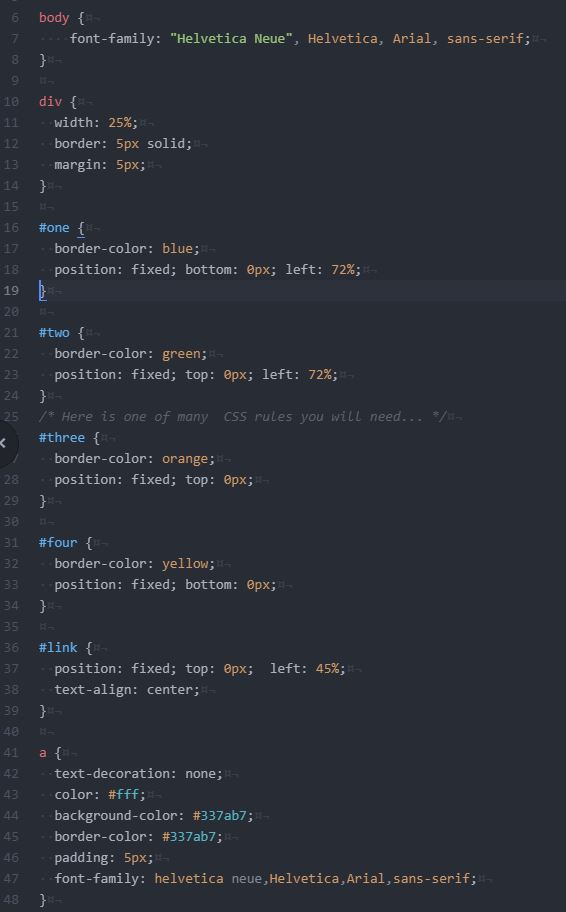 6 body {
7     font-family: "Helvetica Neue", Helvetica, Arial, sans-serif;
8 }
9
10 div {
11   width: 25%;
12   border: 5px solid;
13   margin: 5px;
14 }
15
16 #one {
17   border-color: blue;
18   position: fixed; bottom: 0px; left: 72%;
19 }
20
21 #two {
22   border-color: green;
23   position: fixed; top: 0px; left: 72%;
24 }
25 /* Here is one of many  CSS rules you will need... */
#three {
  border-color: orange;
28   position: fixed; top: 0px;
29 }
30
31 #four {
32   border-color: yellow;
33   position: fixed; bottom: 0px;
34 }
35
36 #link {
37   position: fixed; top: 0px;  left: 45%;
38   text-align: center;
39 }
40
41 a {
42   text-decoration: none;
43   color: #fff;
44   background-color: #337ab7;
45   border-color: #337ab7;
46   padding: 5px;
47   font-family: helvetica neue,Helvetica,Arial,sans-serif;
48 }